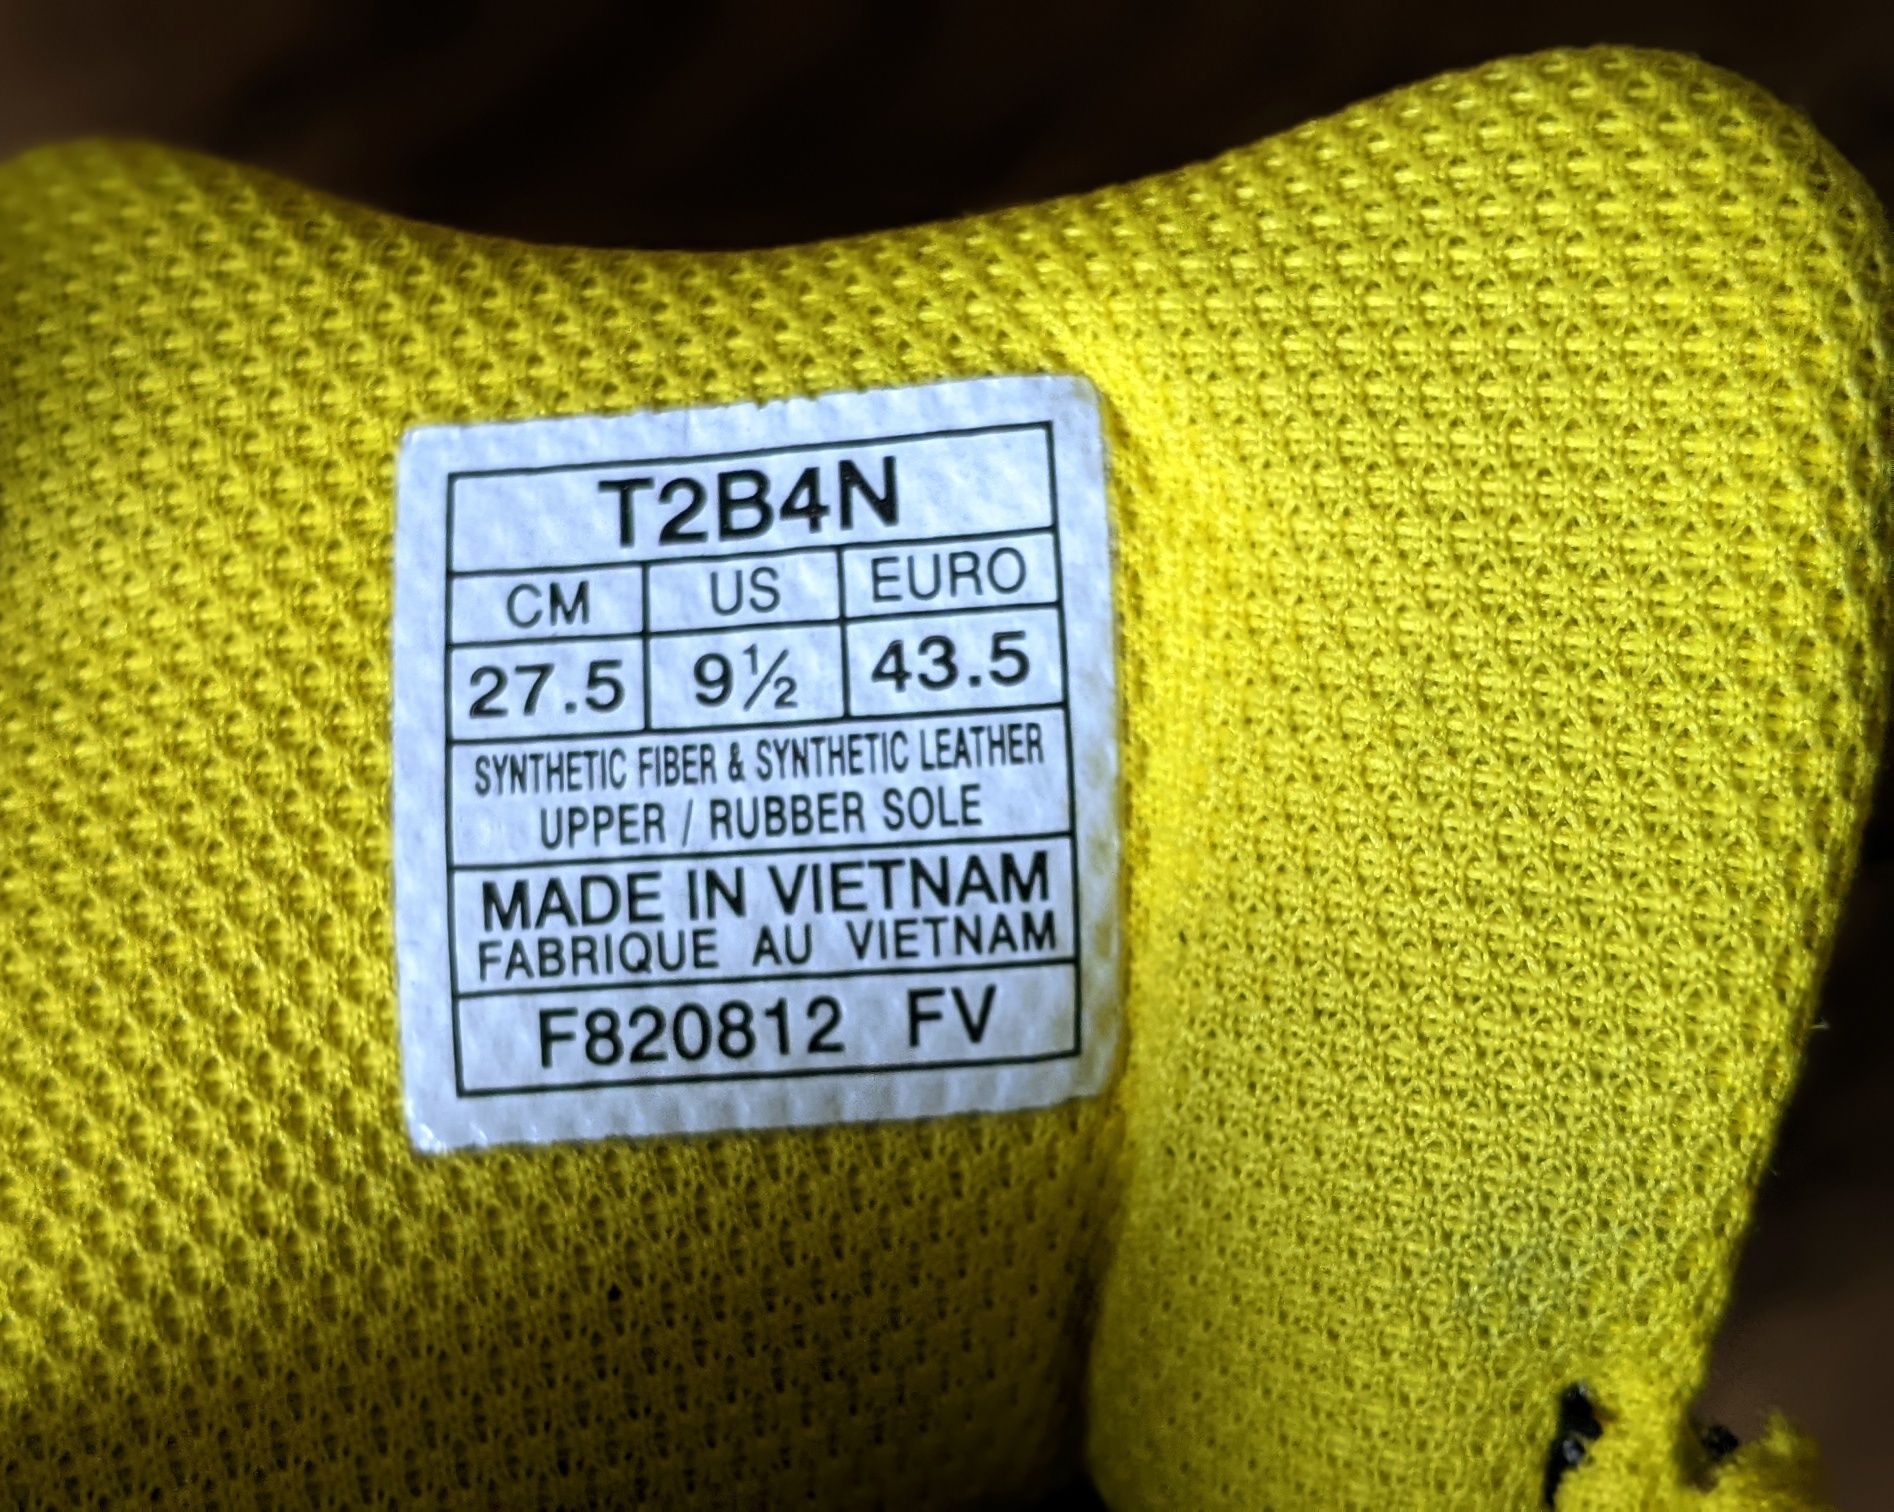 T2B4N
CM US EURO
27.5 9½ 43.5
SYNTHETIC FIBER & SYNTHETIC LEATHER
UPPER / RUBBER SOLE
MADE IN VIETNAM
FABRIQUE AU VIETNAM
F820812 FV